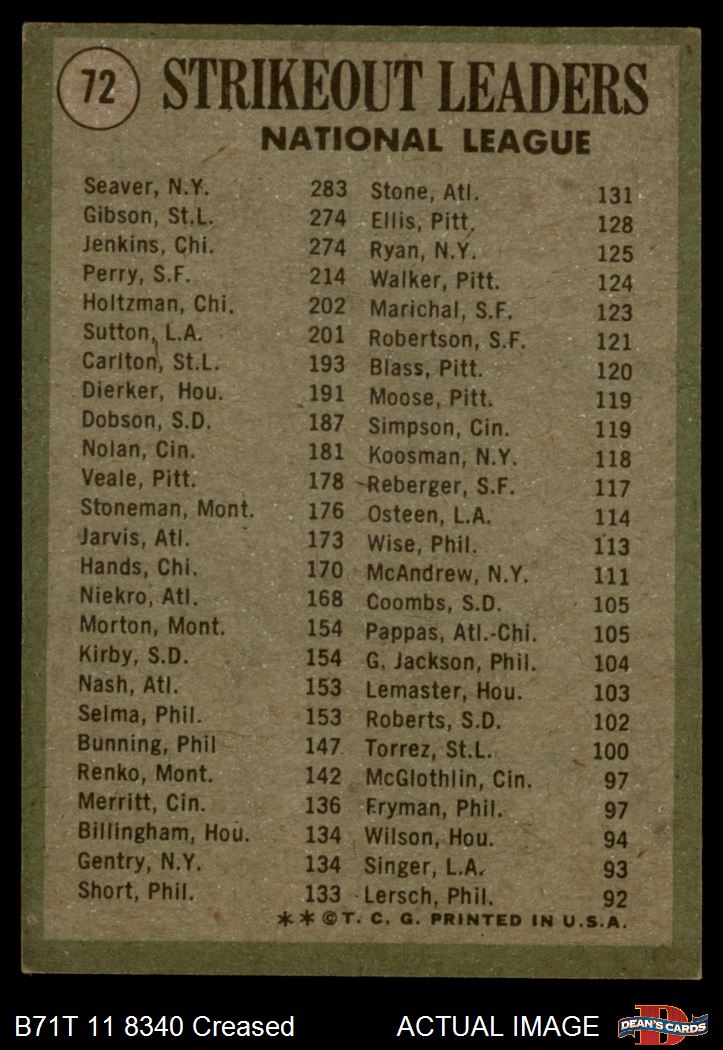 72
STRIKEOUT LEADERS
NATIONAL LEAGUE
Seaver, N.Y. 283
Gibson, St.L. 274
Jenkins, Chi. 274
Perry, S.F. 214
Holtzman, Chi. 202
Sutton, L.A. 201
Carlton, St.L. 193
Dierker, Hou. 191
Dobson, S.D. 187
Nolan, Cin. 181
Veale, Pitt. 178
Stoneman, Mont. 176
Jarvis, Atl. 173
Hands, Chi. 170
Niekro, Atl. 168
Morton, Mont. 154
Kirby, S.D. 154
Nash, Atl. 153
Selma, Phil. 153
Bunning, Phil 147
Renko, Mont. 142
Merritt, Cin. 136
Billingham, Hou. 134
Gentry, N.Y. 134
Short, Phil. 133
Stone, Atl. 131
Ellis, Pitt. 128
Ryan, N.Y. 125
Walker, Pitt. 124
Marichal, S.F. 123
Robertson, S.F. 121
Blass, Pitt. 120
Moose, Pitt. 119
Simpson, Cin. 119
Koosman, N.Y. 118
Reberger, S.F. 117
Osteen, L.A. 114
Wise, Phil. 113
McAndrew, N.Y. 111
Coombs, S.D. 105
Pappas, Atl.-Chi. 105
G. Jackson, Phil. 104
Lemaster, Hou. 103
Roberts, S.D. 102
Torrez, St.L. 100
McGlothlin, Cin. 97
Fryman, Phil. 97
Wilson, Hou. 94
Singer, L.A. 93
Lersch, Phil. 92
**©T. C. G. PRINTED IN U.S.A.
B71T 11 8340 Creased
ACTUAL IMAGE
DEAN'S CARDS